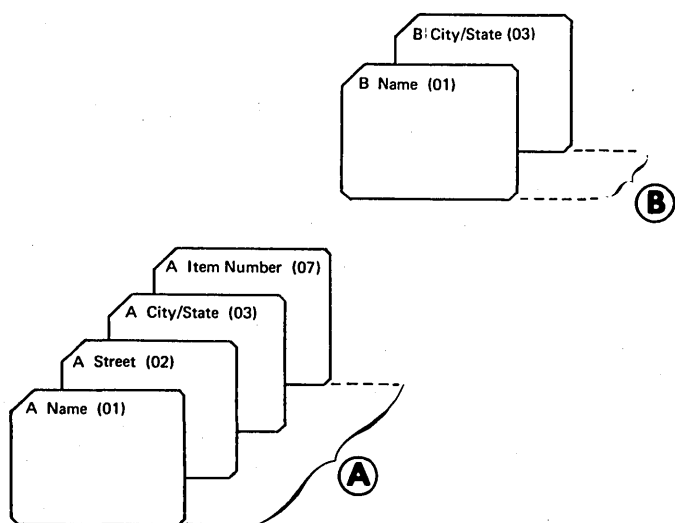 B City/State (03)
B Name (01)
B
A Item Number (07)
A City/State (03)
A Street (02)
A Name (01)
A